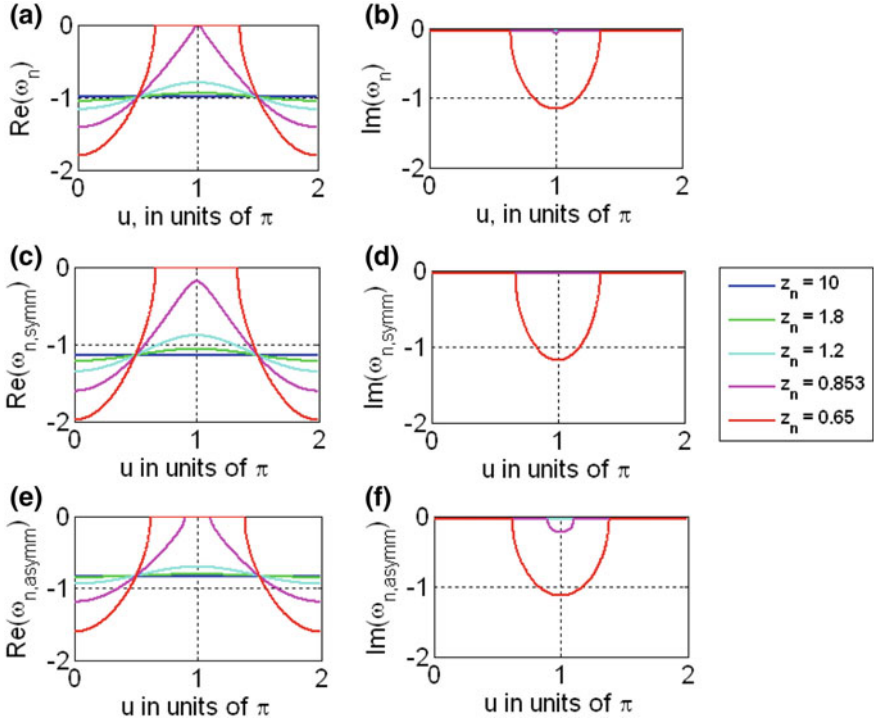 (a)
0
-1
-2
Re(ωn)
0 1 2
u, in units of π
(b)
0
-1
-2
Im(ωn)
0 1 2
u, in units of π
(c)
0
-1
-2
Re(ωn,symm)
0 1 2
u in units of π
(d)
0
-1
-2
Im(ωn,symm)
0 1 2
u in units of π
zn = 10
zn = 1.8
zn = 1.2
zn = 0.853
zn = 0.65
(e)
0
-1
-2
Re(ωn,asymm)
0 1 2
u in units of π
(f)
0
-1
-2
Im(ωn,asymm)
0 1 2
u in units of π